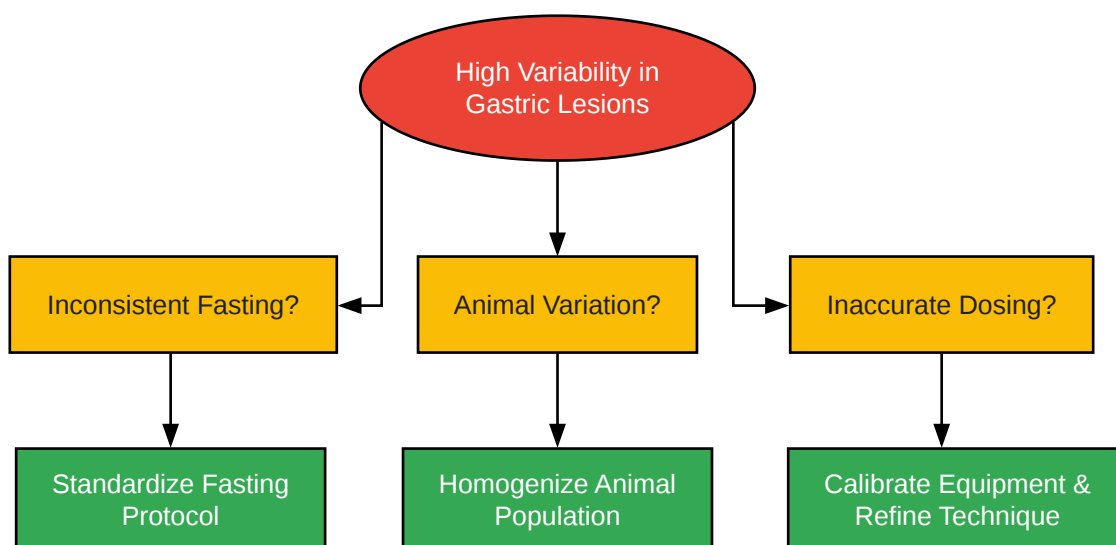 High Variability in
Gastric Lesions
Inconsistent Fasting?
Animal Variation?
Inaccurate Dosing?
Standardize Fasting
Protocol
Homogenize Animal
Population
Calibrate Equipment &
Refine Technique